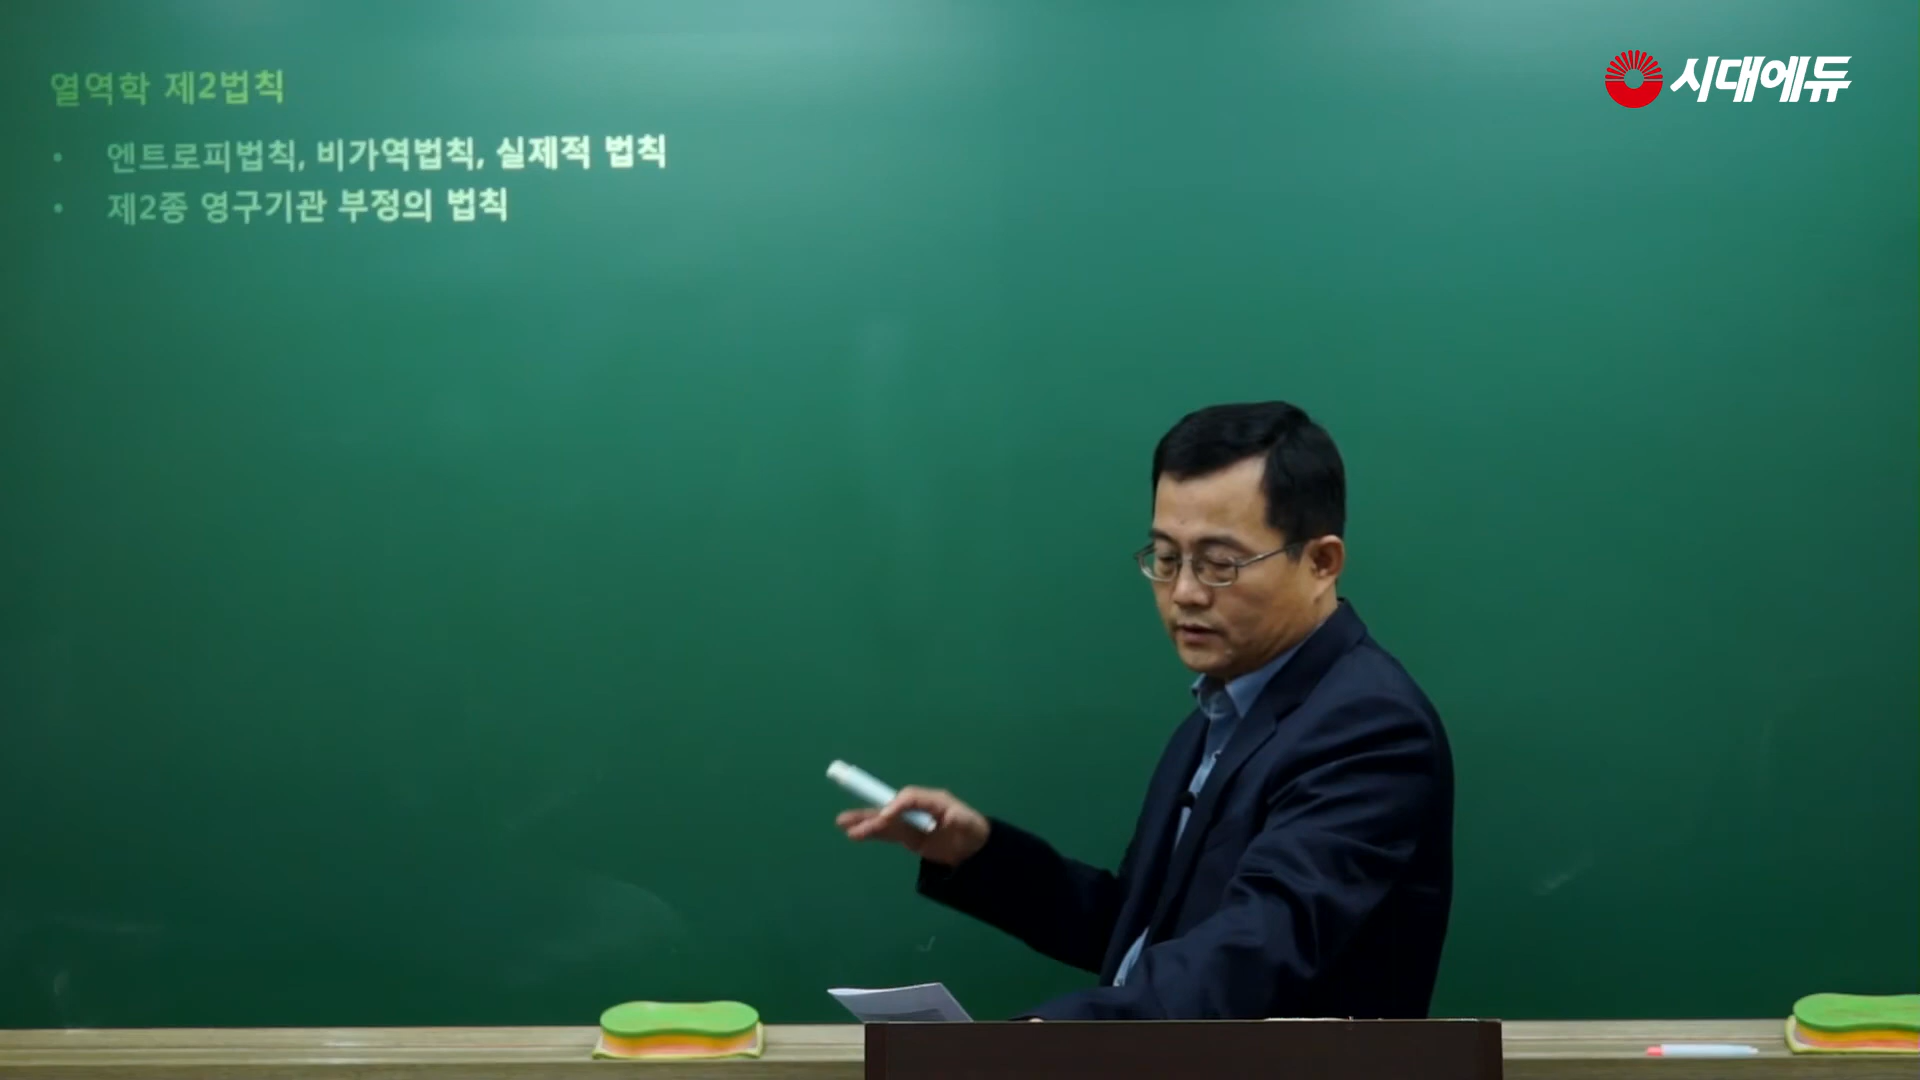 열역학 제2법칙
시대에듀
• 엔트로피법칙, 비가역법칙, 실제적 법칙
• 제2종 영구기관 부정의 법칙